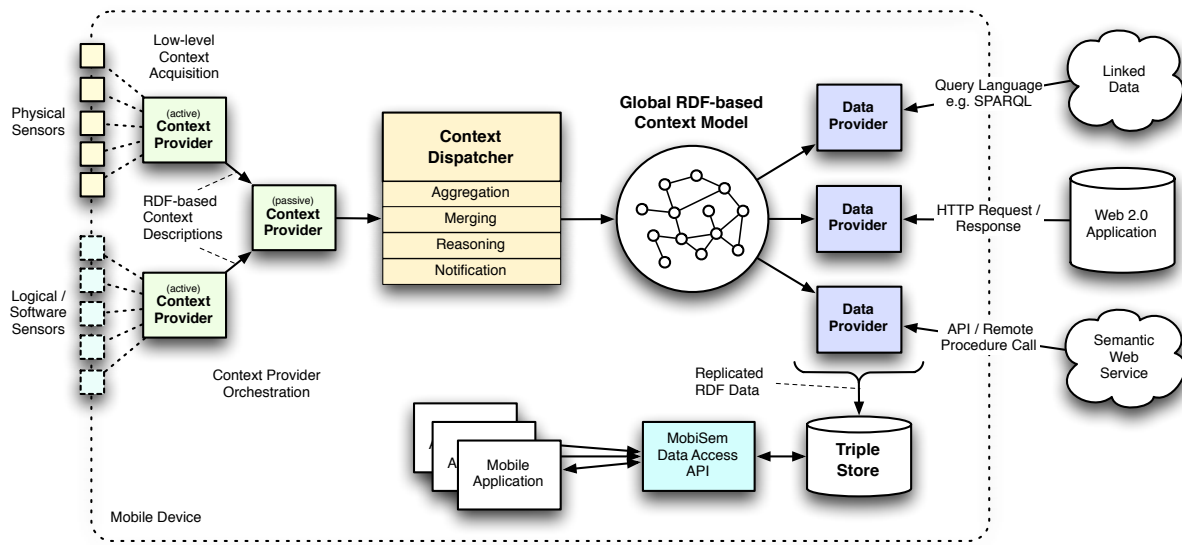 Low-level
Context
Acquisition
Physical
Sensors
(active)
Context
Provider
RDF-based
Context
Descriptions
(passive)
Context
Provider
Logical /
Software
Sensors
(active)
Context
Provider
Context Provider
Orchestration
Context
Dispatcher
Aggregation
Merging
Reasoning
Notification
Global RDF-based
Context Model
Data
Provider
Query Language
e.g. SPARQL
Linked
Data
Data
Provider
HTTP Request /
Response
Web 2.0
Application
Data
Provider
API / Remote
Procedure Call
Semantic
Web
Service
Replicated
RDF Data
Triple
Store
MobiSem
Data Access
API
A
A
Mobile
Application
Mobile Device